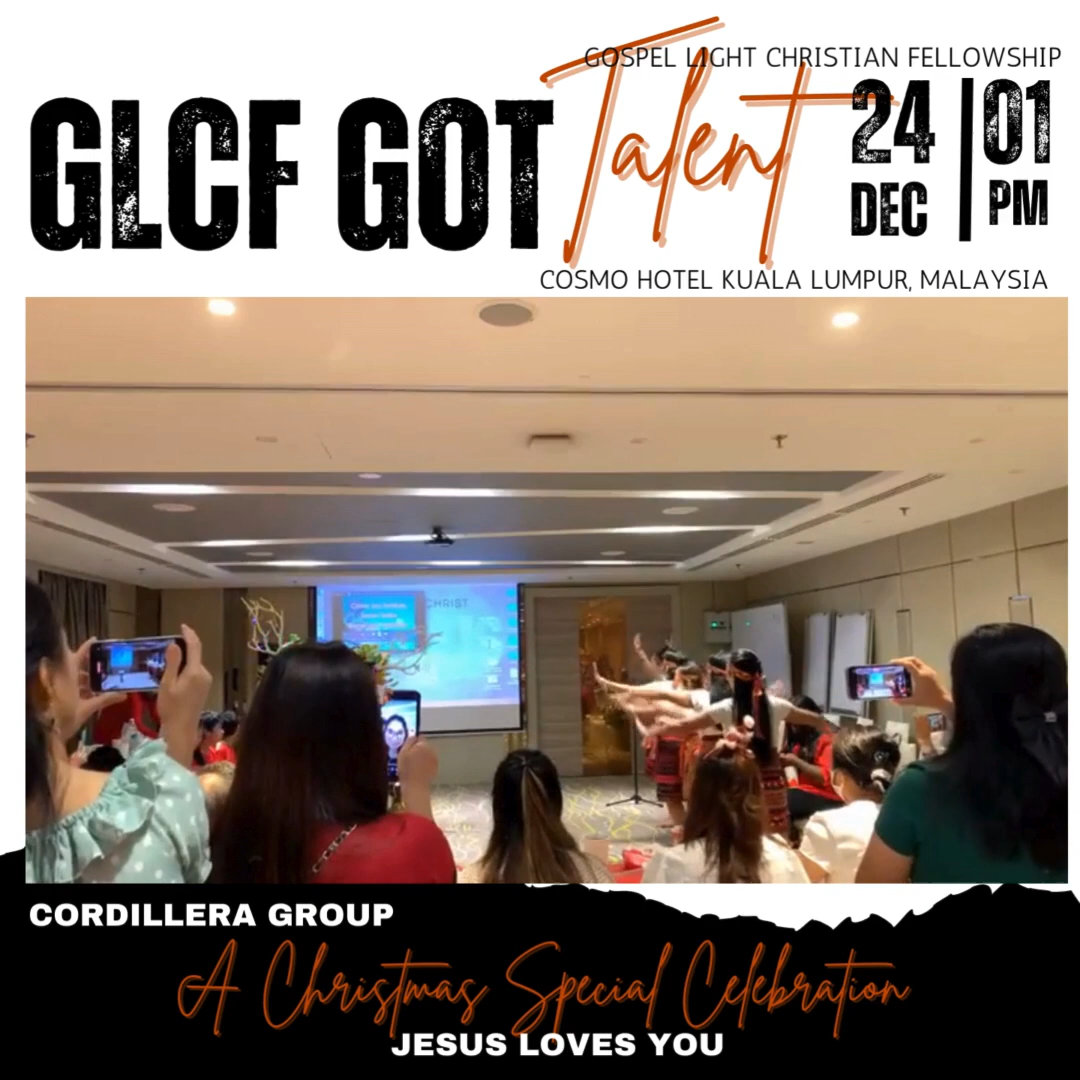 GOSPEL LIGHT CHRISTIAN FELLOWSHIP
GLCF GOT Talent
24 DEC | 01 PM
COSMO HOTEL KUALA LUMPUR, MALAYSIA
CHRIST
CORDILLERA GROUP
A Christmas Special Celebration
JESUS LOVES YOU